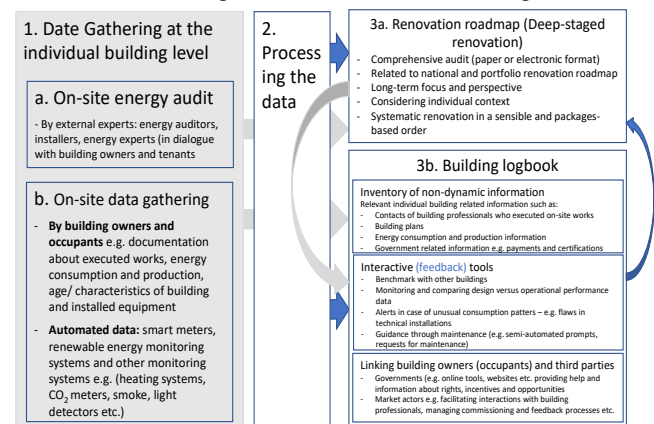 1. Date Gathering at the
individual building level
a. On-site energy audit
- By external experts: energy auditors,
installers, energy experts (in dialogue
with building owners and tenants
b. On-site data gathering
- By building owners and
occupants e.g. documentation
about executed works, energy
consumption and production,
age/ characteristics of building
and installed equipment
- Automated data: smart meters,
renewable energy monitoring
systems and other monitoring
systems e.g. (heating systems,
CO2 meters, smoke, light
detectors etc.)
2.
Process
ing the
data
3a. Renovation roadmap (Deep-staged
renovation)
- Comprehensive audit (paper or electronic format)
- Related to national and portfolio renovation roadmap
- Long-term focus and perspective
- Considering individual context
- Systematic renovation in a sensible and packages-
based order
3b. Building logbook
Inventory of non-dynamic information
Relevant individual building related information such as:
- Contacts of building professionals who executed on-site works
- Building plans
- Energy consumption and production information
- Government related information e.g. payments and certifications
Interactive (feedback) tools
- Benchmark with other buildings
- Monitoring and comparing design versus operational performance
data
- Alerts in case of unusual consumption patters – e.g. flaws in
technical installations
- Guidance through maintenance (e.g. semi-automated prompts,
requests for maintenance)
Linking building owners (occupants) and third parties
- Governments (e.g. online tools, websites etc. providing help and
information about rights, incentives and opportunities
- Market actors e.g. facilitating interactions with building
professionals, managing commissioning and feedback processes etc.